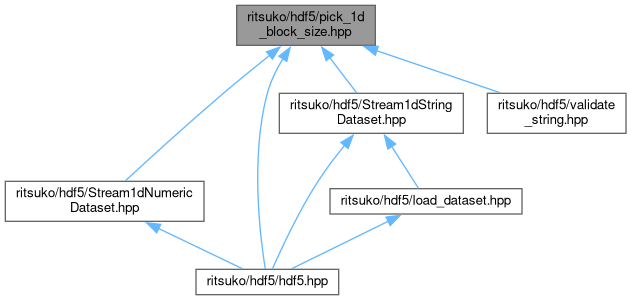 ritsuko/hdf5/pick_1d
_block_size.hpp
ritsuko/hdf5/Stream1dString
Dataset.hpp
ritsuko/hdf5/validate
_string.hpp
ritsuko/hdf5/Stream1dNumeric
Dataset.hpp
ritsuko/hdf5/load_dataset.hpp
ritsuko/hdf5/hdf5.hpp